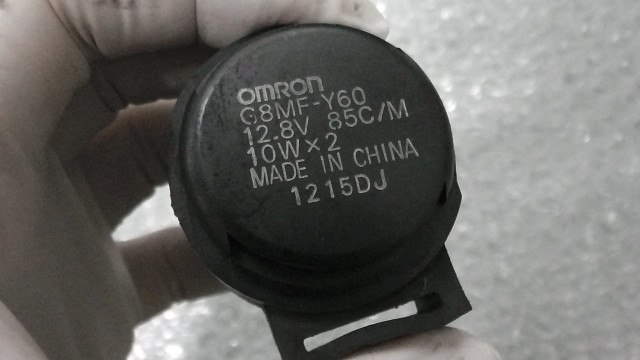 OMRON
G8MF-Y60
12.8V 85C/M
10W×2
MADE IN CHINA
1215DJ